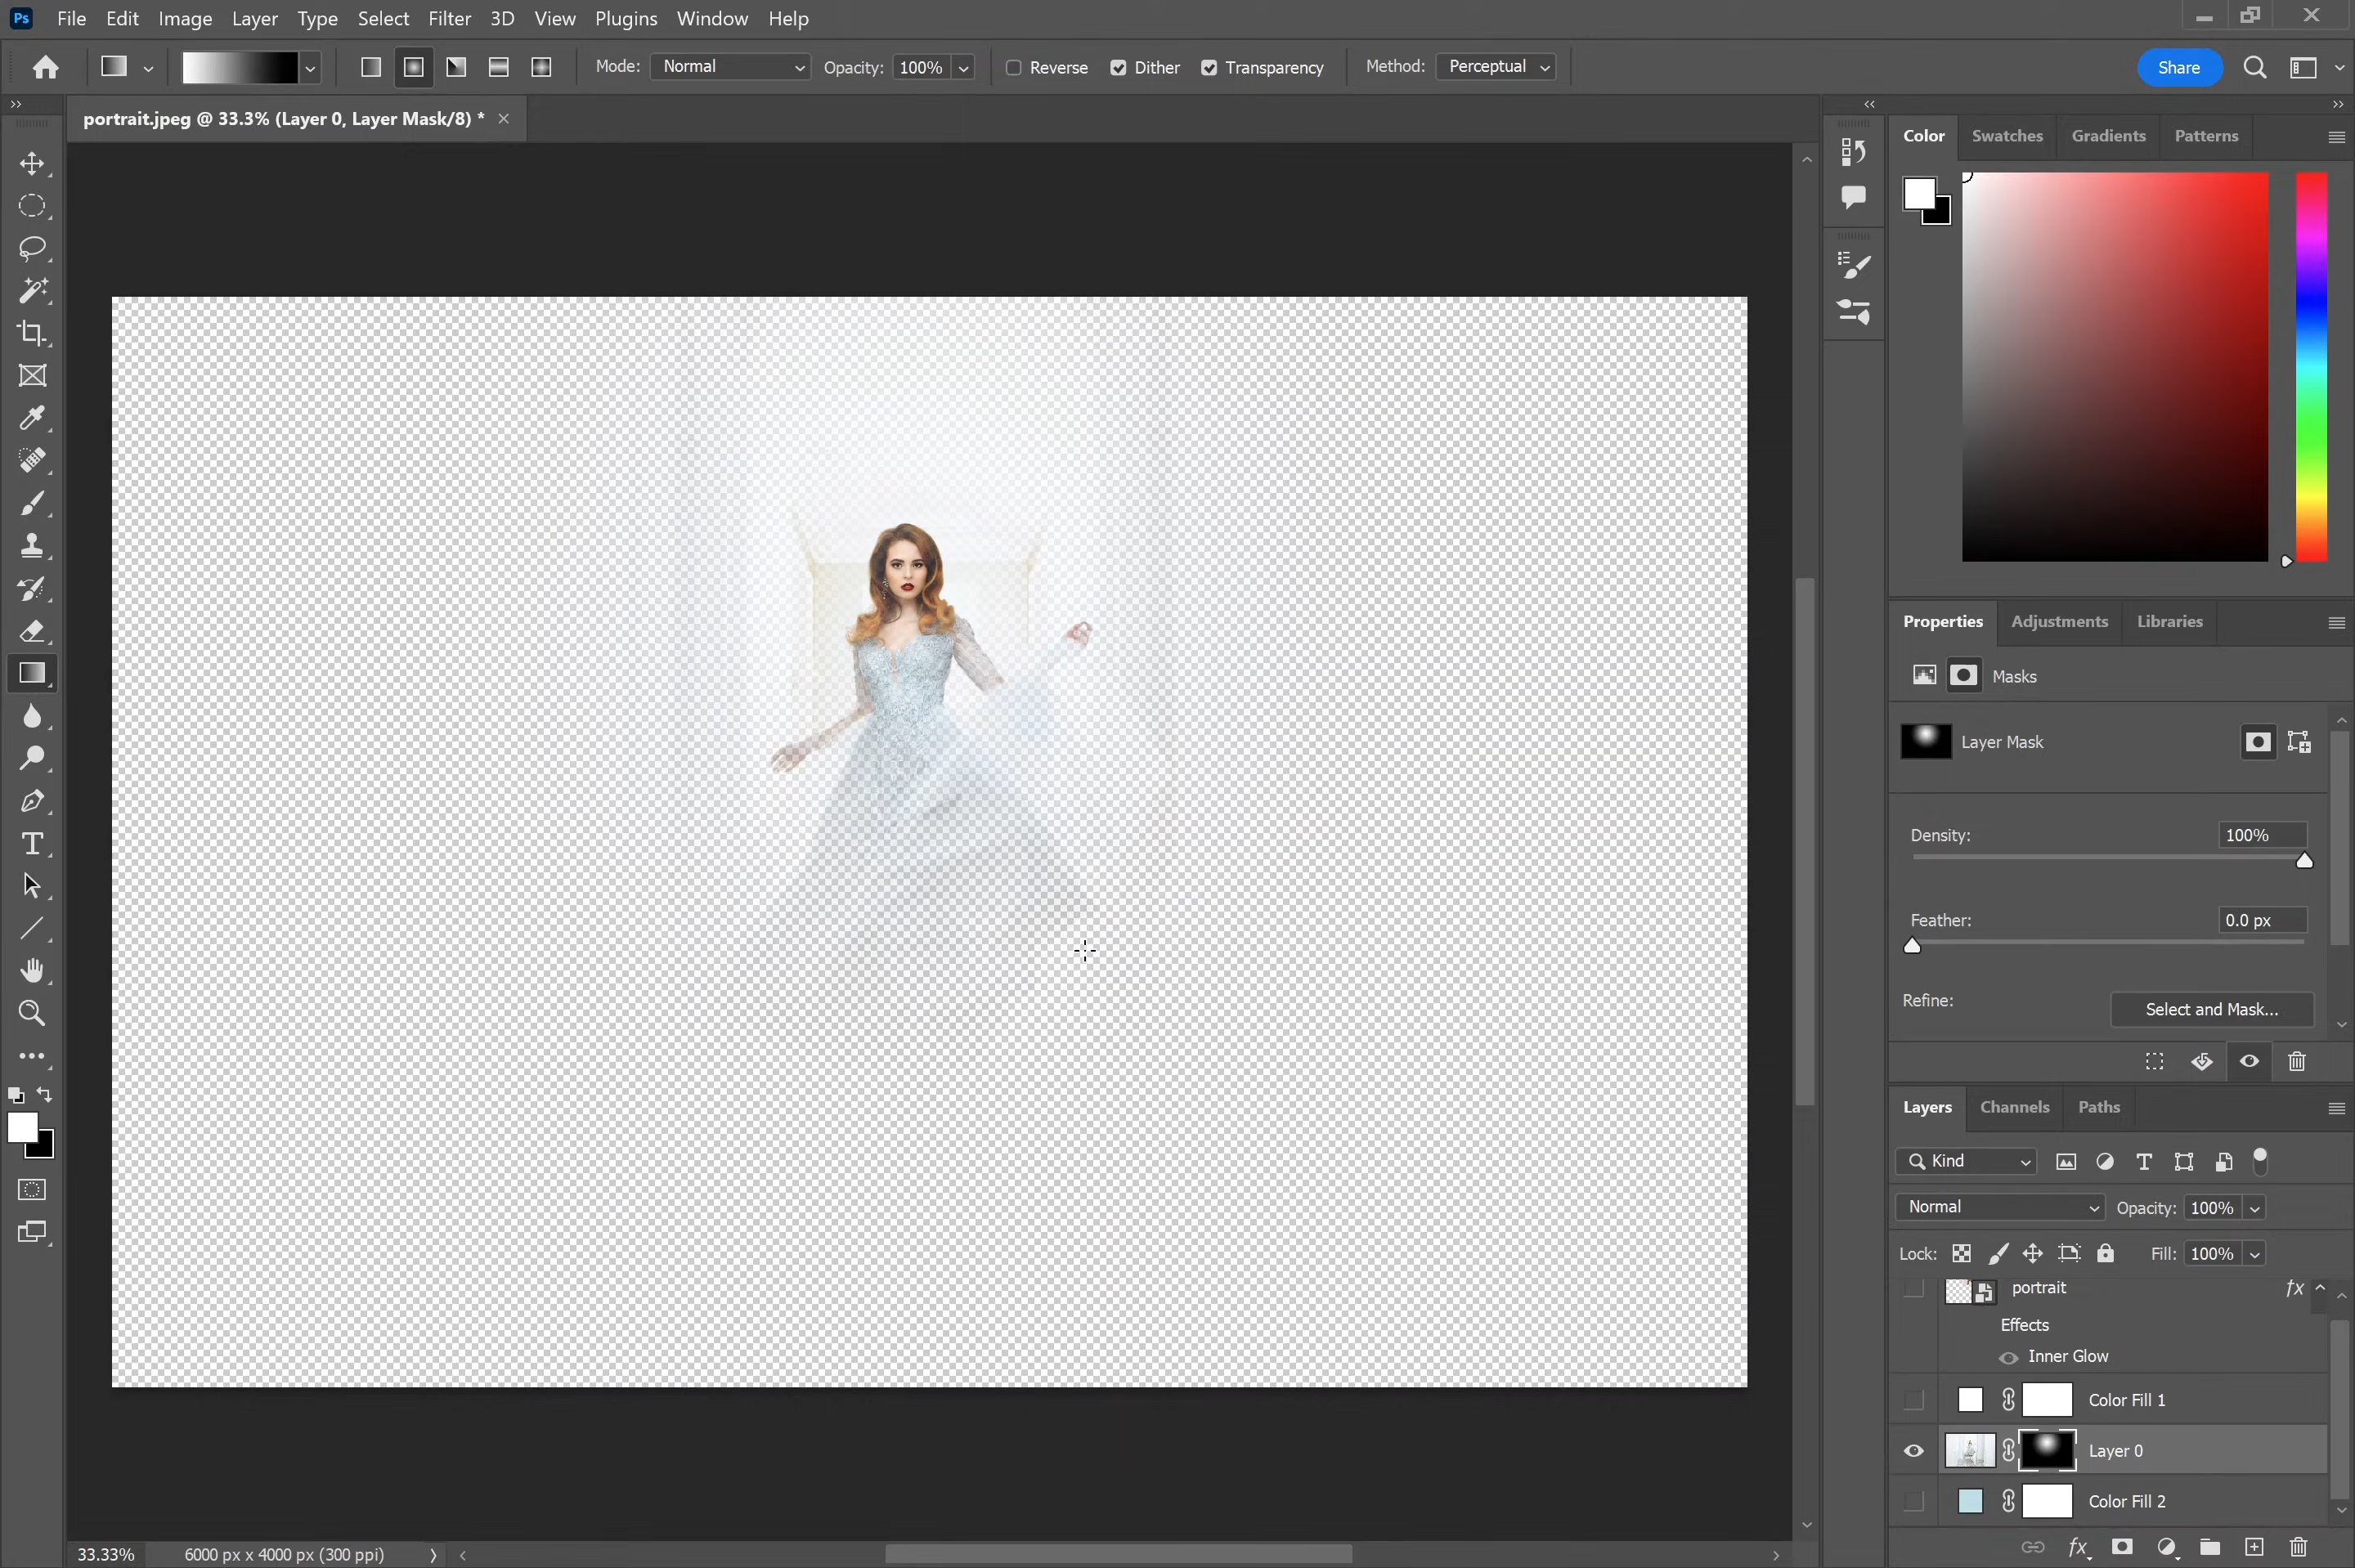 Ps File Edit Image Layer Type Select Filter 3D View Plugins Window Help
Mode: Normal Opacity: 100% Reverse Dither Transparency Method: Perceptual Share
portrait.jpeg @ 33.3% (Layer 0, Layer Mask/8) *
Color Swatches Gradients Patterns
Properties Adjustments Libraries
Masks
Layer Mask
Density: 100%
Feather: 0.0 px
Refine: Select and Mask...
Layers Channels Paths
Kind
Normal Opacity: 100%
Lock: Fill: 100%
portrait fx
Effects
Inner Glow
Color Fill 1
Layer 0
Color Fill 2
fx
33.33% 6000 px x 4000 px (300 ppi)